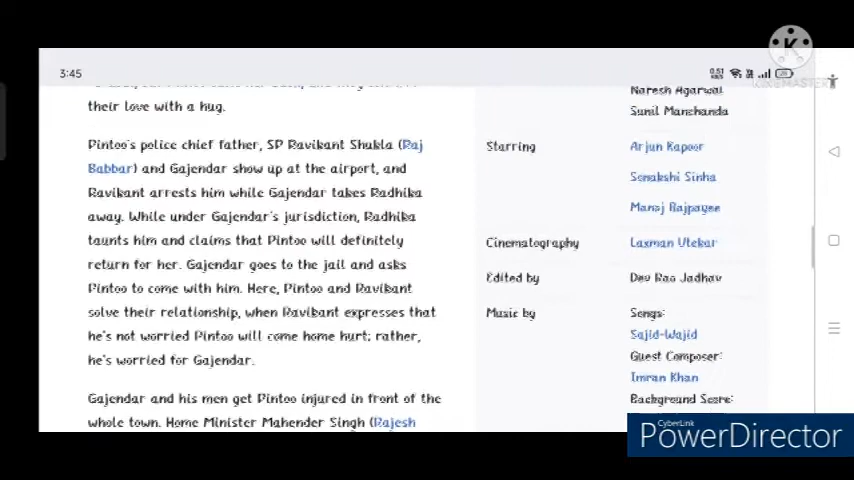 3:45
their love with a hug.
Pintoo's police chief father, SP Ravikant Shukla (Raj
Babbar) and Gajendar show up at the airport, and
Ravikant arrests him while Gajendar takes Radhika
away. While under Gajendar's jurisdiction, Radhika
taunts him and claims that Pintoo will definitely
return for her. Gajendar goes to the jail and asks
Pintoo to come with him. Here, Pintoo and Ravikant
solve their relationship, when Ravikant expresses that
he's not worried Pintoo will come home hurt; rather,
he's worried for Gajendar.
Gajendar and his men get Pintoo injured in front of the
whole town. Home Minister Mahender Singh (Rajesh
Naresh Agarwal
Sunil Manchanda
Starring
Arjun Kapoor
Sonakshi Sinha
Manoj Bajpayee
Cinematography
Laxman Utekar
Edited by
Dev Rao Jadhav
Music by
Songs:
Sajid-Wajid
Guest Composer:
Imran Khan
Background Score:
K
KINEMASTER
CyberLink
PowerDirector